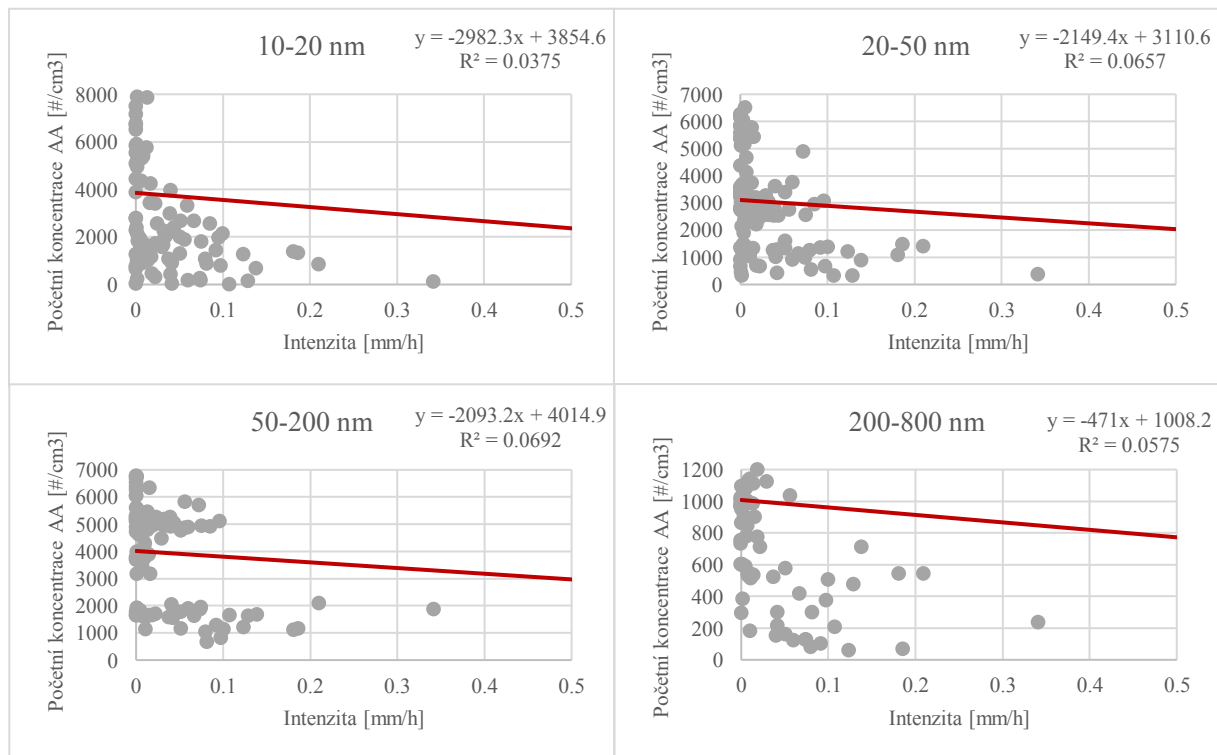 10-20 nm
y = -2982.3x + 3854.6
R² = 0.0375
Početní koncentrace AA [#/cm3]
8000
6000
4000
2000
0
0 0.1 0.2 0.3 0.4 0.5
Intenzita [mm/h]
20-50 nm
y = -2149.4x + 3110.6
R² = 0.0657
Početní koncentrace AA [#/cm3]
7000
6000
5000
4000
3000
2000
1000
0
0 0.1 0.2 0.3 0.4 0.5
Intenzita [mm/h]
50-200 nm
y = -2093.2x + 4014.9
R² = 0.0692
Početní koncentrace AA [#/cm3]
7000
6000
5000
4000
3000
2000
1000
0
0 0.1 0.2 0.3 0.4 0.5
Intenzita [mm/h]
200-800 nm
y = -471x + 1008.2
R² = 0.0575
Početní koncentrace AA [#/cm3]
1200
1000
800
600
400
200
0
0 0.1 0.2 0.3 0.4 0.5
Intenzita [mm/h]